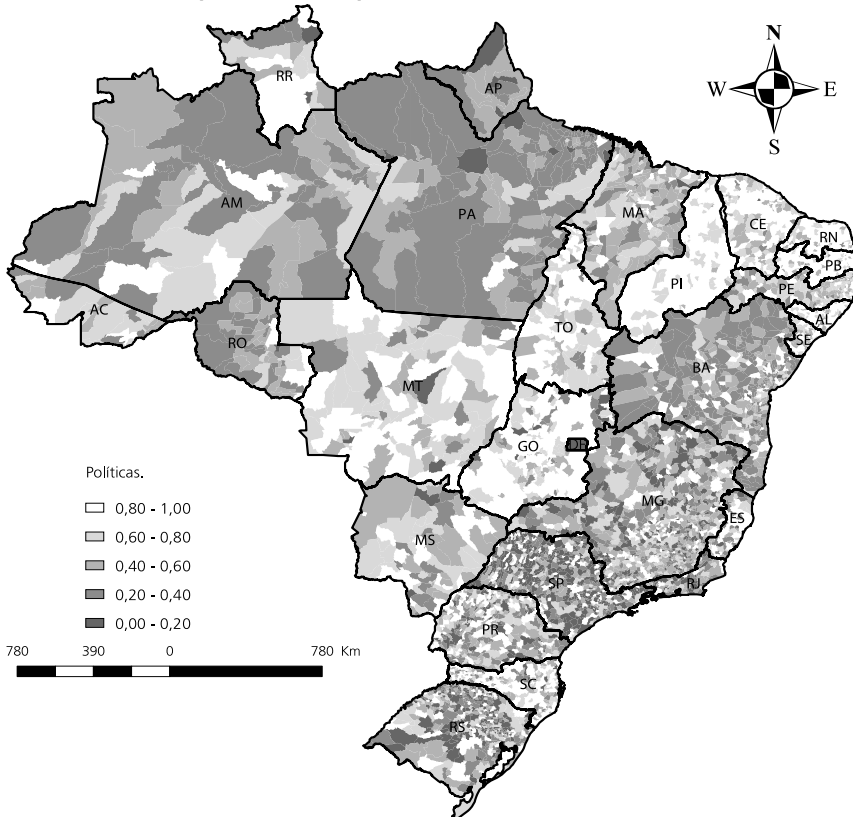 N
W E
S
RR
AP
AM
PA
MA
CE
RN
PB
PE
PI
AL
SE
AC
RO
TO
BA
MT
GO
DF
MG
ES
MS
SP
RJ
PR
SC
RS
Políticas.
0,80 - 1,00
0,60 - 0,80
0,40 - 0,60
0,20 - 0,40
0,00 - 0,20
780 390 0 780 Km